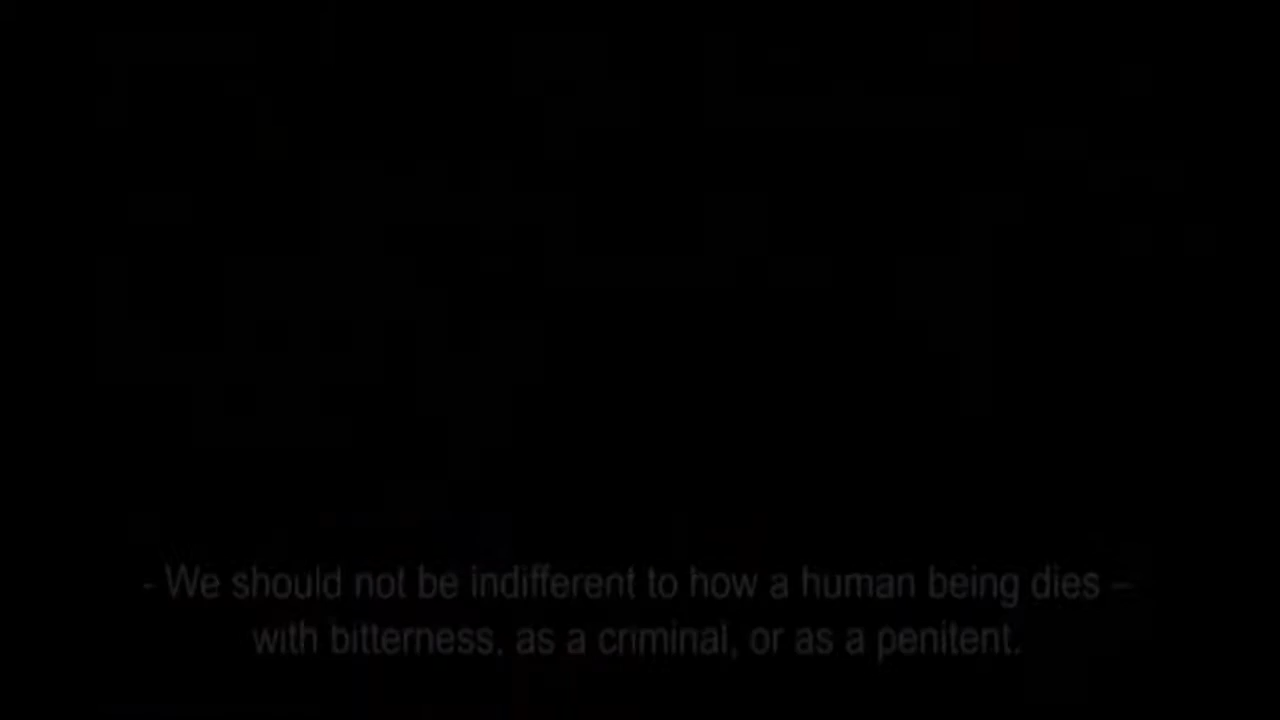 - We should not be indifferent to how a human being dies –
with bitterness, as a criminal, or as a penitent.